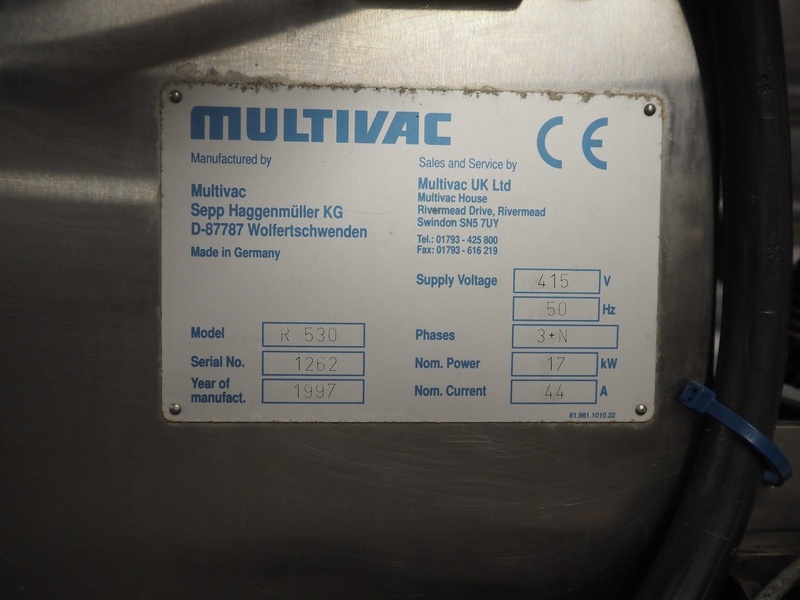 MULTIVAC
CE
Manufactured by
Multivac
Sepp Haggenmüller KG
D-87787 Wolfertschwenden
Made in Germany
Sales and Service by
Multivac UK Ltd
Multivac House
Rivermead Drive, Rivermead
Swindon SN5 7UY
Tel.: 01793 - 425 800
Fax: 01793 - 616 219
Supply Voltage 415 V
50 Hz
Model R 530
Serial No. 1262
Year of
manufact. 1997
Phases 3+N
Nom. Power 17 kW
Nom. Current 44 A
81.981.1010.22